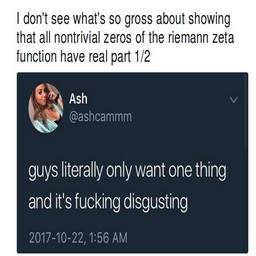 I don't see what's so gross about showing
that all nontrivial zeros of the riemann zeta
function have real part 1/2
Ash
@ashcammm
guys literally only want one thing
and it's fucking disgusting
2017-10-22, 1:56 AM